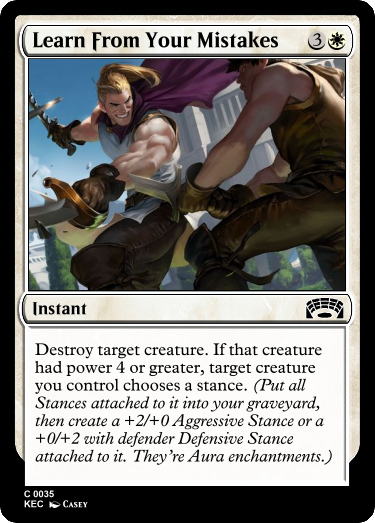 Learn From Your Mistakes 3
Instant
Destroy target creature. If that creature
had power 4 or greater, target creature
you control chooses a stance. (Put all
Stances attached to it into your graveyard,
then create a +2/+0 Aggressive Stance or a
+0/+2 with defender Defensive Stance
attached to it. They’re Aura enchantments.)
C 0035
KEC Casey